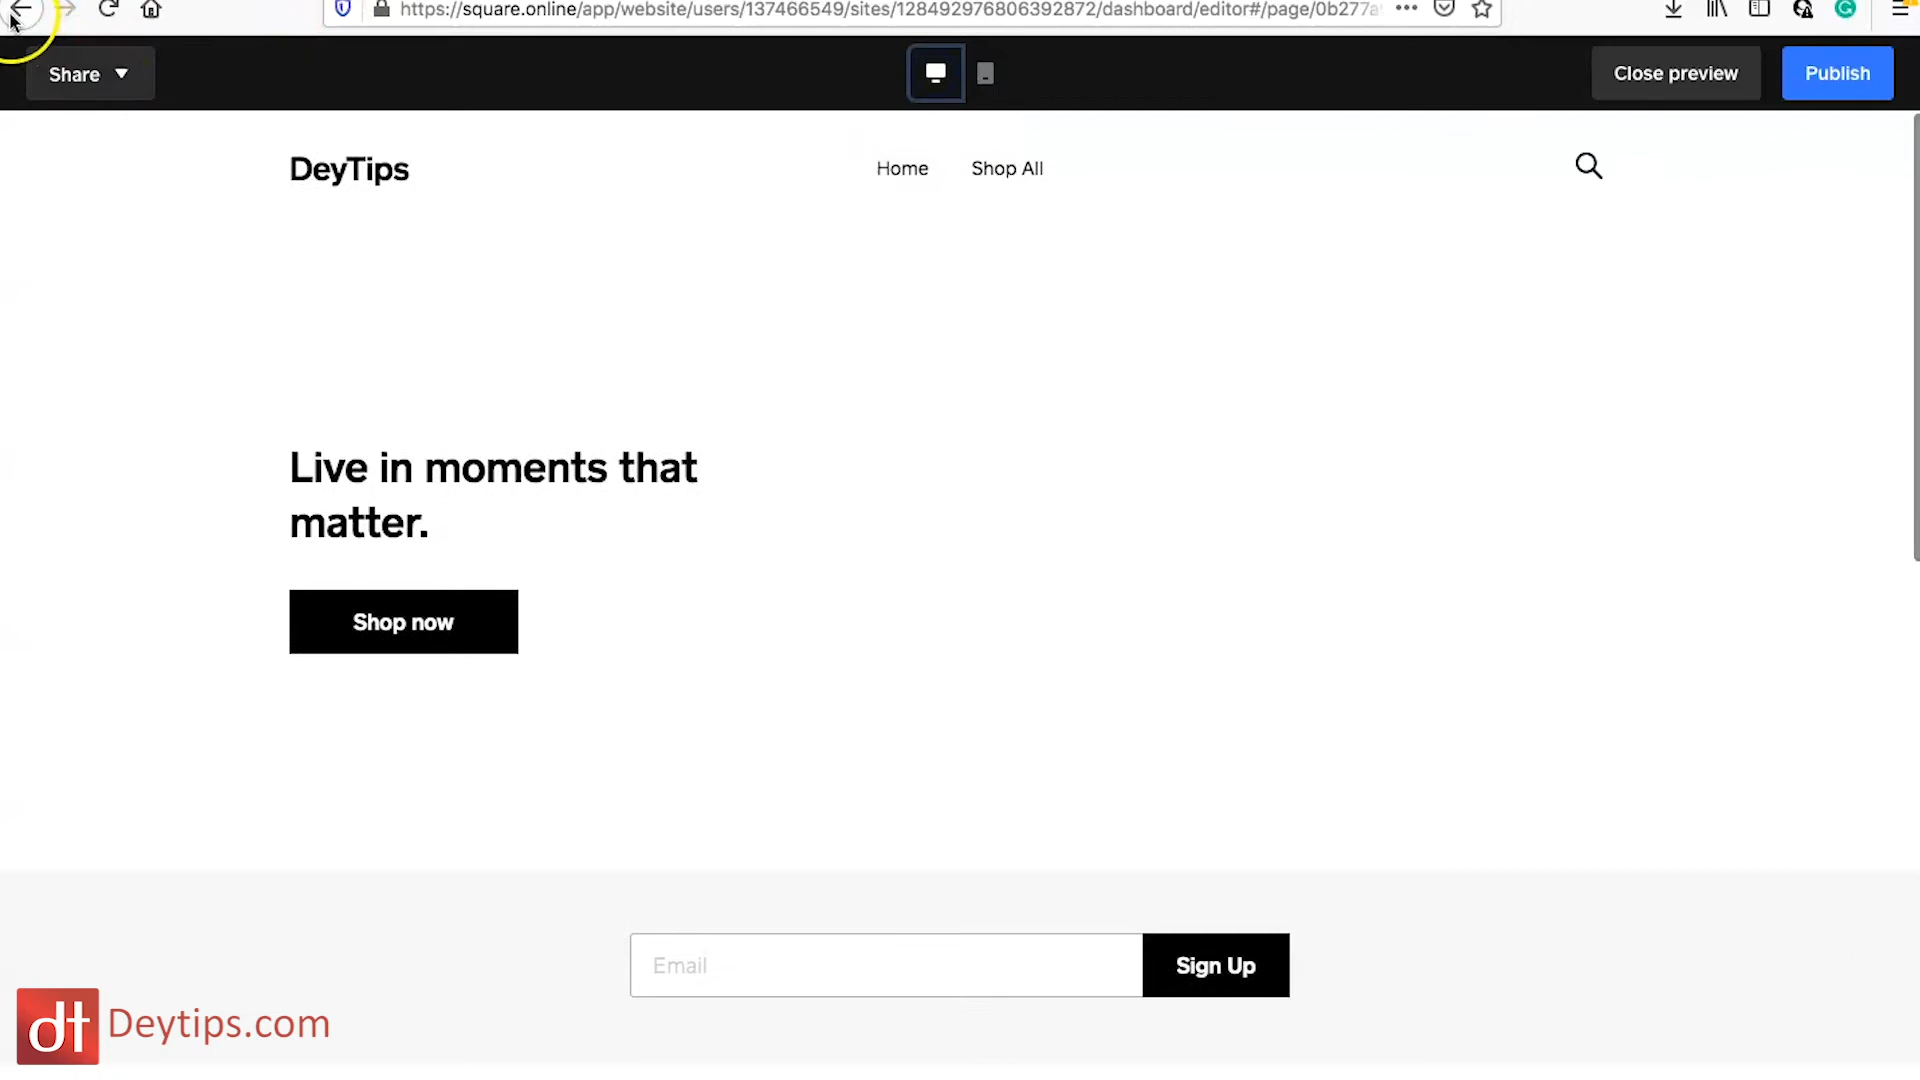 https://square.online/app/website/users/137466549/sites/128492976806392872/dashboard/editor#/page/0b277a
Share
Close preview
Publish
DeyTips
Home
Shop All
Live in moments that
matter.
Shop now
Email
Sign Up
dt Deytips.com